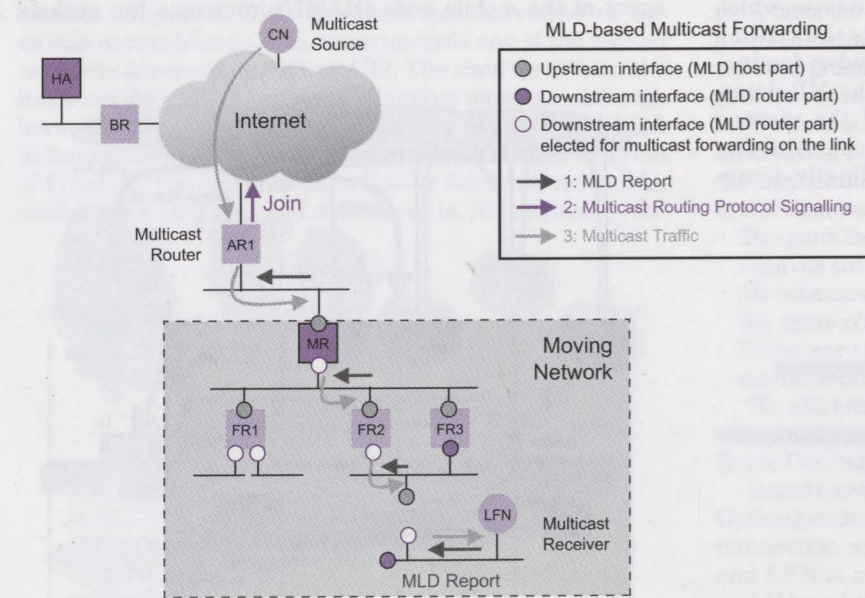 CN
Multicast
Source
HA
BR
Internet
Join
Multicast
Router
AR1
MLD-based Multicast Forwarding
Upstream interface (MLD host part)
Downstream interface (MLD router part)
Downstream interface (MLD router part)
elected for multicast forwarding on the link
1: MLD Report
2: Multicast Routing Protocol Signalling
3: Multicast Traffic
MR
Moving
Network
FR1
FR2
FR3
LFN
Multicast
Receiver
MLD Report